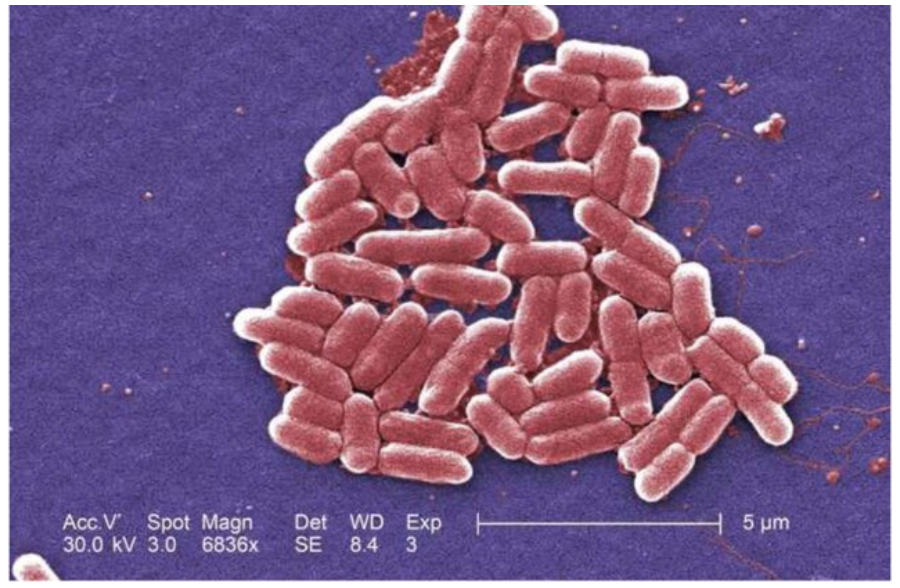 Acc.V Spot Magn Det WD Exp 5 µm
30.0 kV 3.0 6836x SE 8.4 3